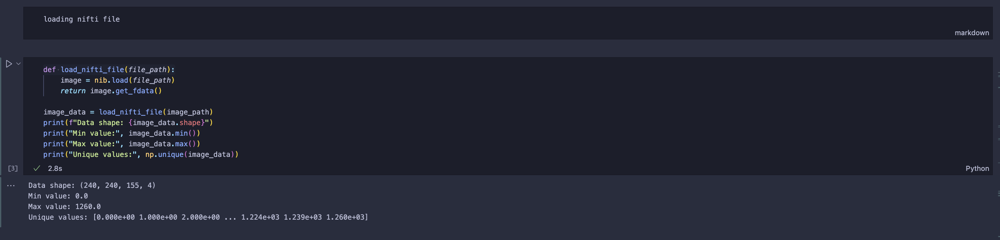 loading nifti file
markdown
def load_nifti_file(file_path):
    image = nib.load(file_path)
    return image.get_fdata()
image_data = load_nifti_file(image_path)
print(f"Data shape: {image_data.shape}")
print("Min value:", image_data.min())
print("Max value:", image_data.max())
print("Unique values:", np.unique(image_data))
[3]
2.8s
Python
... Data shape: (240, 240, 155, 4)
Min value: 0.0
Max value: 1260.0
Unique values: [0.000e+00 1.000e+00 2.000e+00 ... 1.224e+03 1.239e+03 1.260e+03]